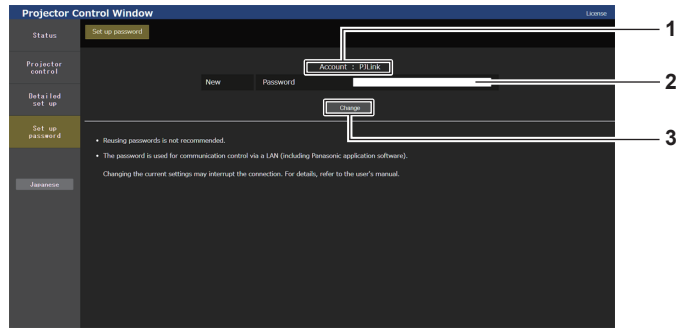 Projector Control Window
License
Status
Set up password
1
Projector
control
Account : PJLink
New Password
2
Detailed
set up
Change
Set up
password
3
• Reusing passwords is not recommended.
• The password is used for communication control via a LAN (including Panasonic application software).
Changing the current settings may interrupt the connection. For details, refer to the user's manual.
Japanese